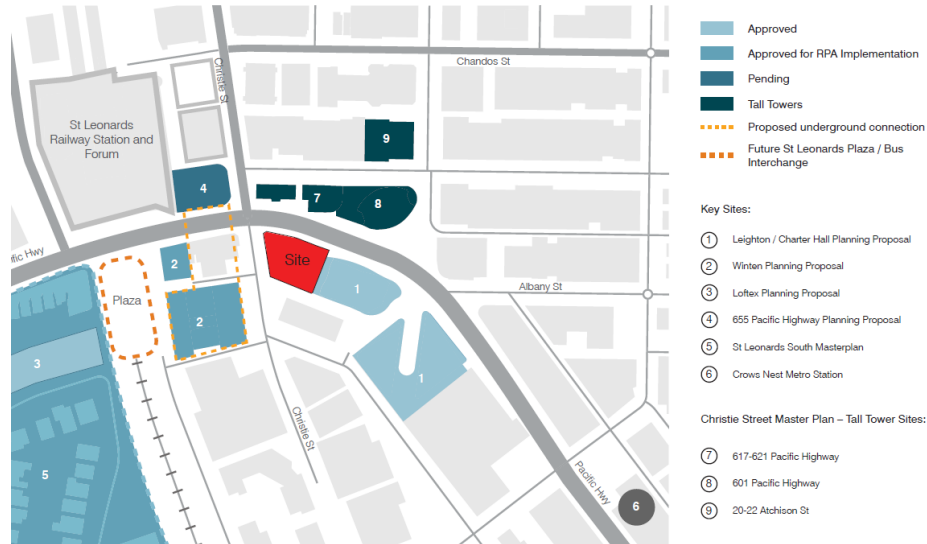 Chandos St
Christie St
St Leonards
Railway Station and
Forum
9
4
7
8
fic Hwy
Site
2
Plaza
1
Albany St
2
3
1
Christie St
5
Pacific Hwy
6
Approved
Approved for RPA Implementation
Pending
Tall Towers
Proposed underground connection
Future St Leonards Plaza / Bus
Interchange
Key Sites:
1 Leighton / Charter Hall Planning Proposal
2 Winten Planning Proposal
3 Loftex Planning Proposal
4 655 Pacific Highway Planning Proposal
5 St Leonards South Masterplan
6 Crows Nest Metro Station
Christie Street Master Plan – Tall Tower Sites:
7 617-621 Pacific Highway
8 601 Pacific Highway
9 20-22 Atchison St